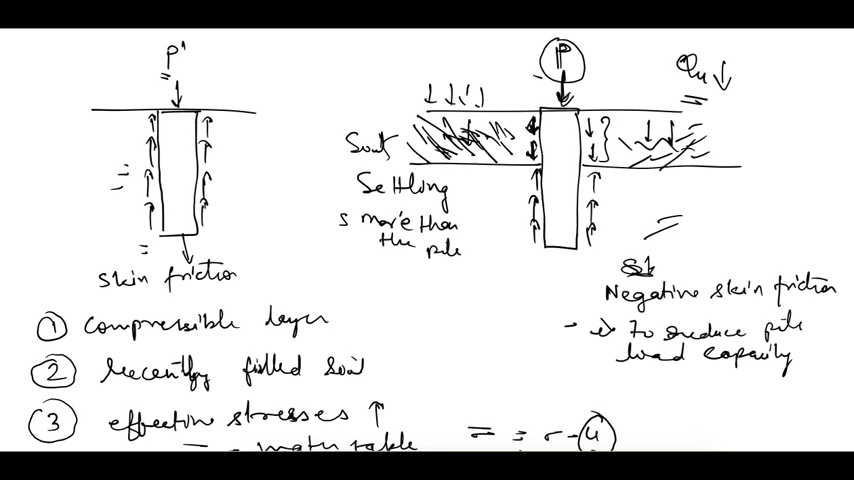 P'
P
Qu ↓
Soil
Settling
s more than
the pile
skin friction
Negative skin friction
→ To reduce pile
load capacity
① compressible layer
② Recently filled soil
③ effective stresses ↑
- water table
= σ - u